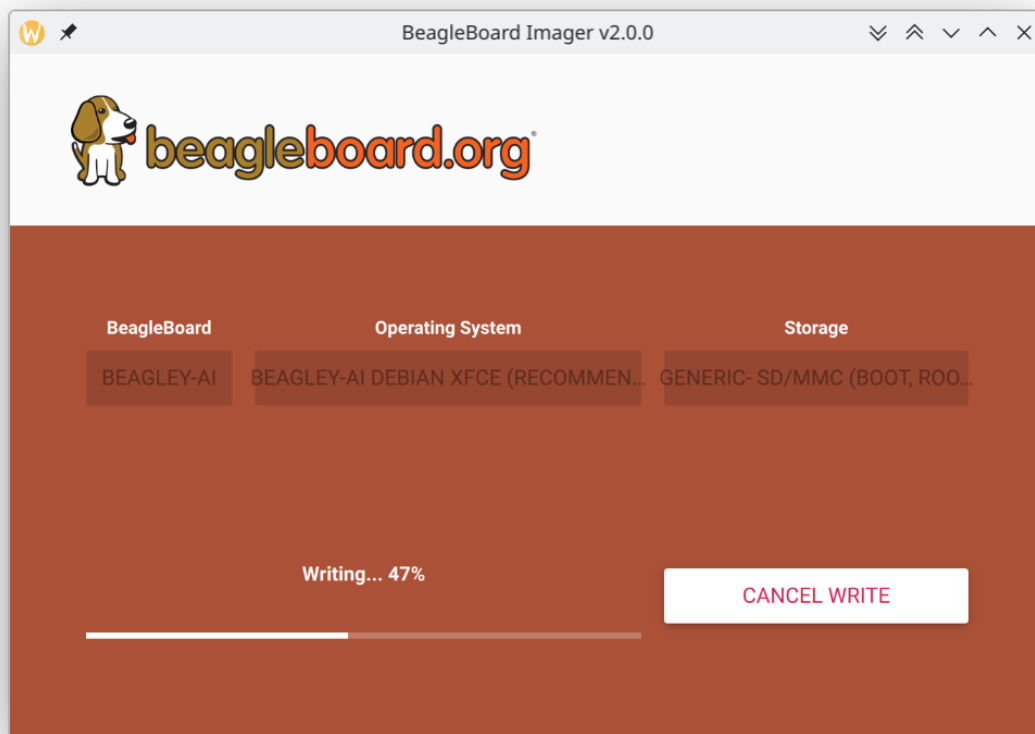 BeagleBoard Imager v2.0.0
beagleboard.org®
BeagleBoard
Operating System
Storage
BEAGLEY-AI
BEAGLEY-AI DEBIAN XFCE (RECOMMEN...
GENERIC- SD/MMC (BOOT, ROO...
Writing... 47%
CANCEL WRITE